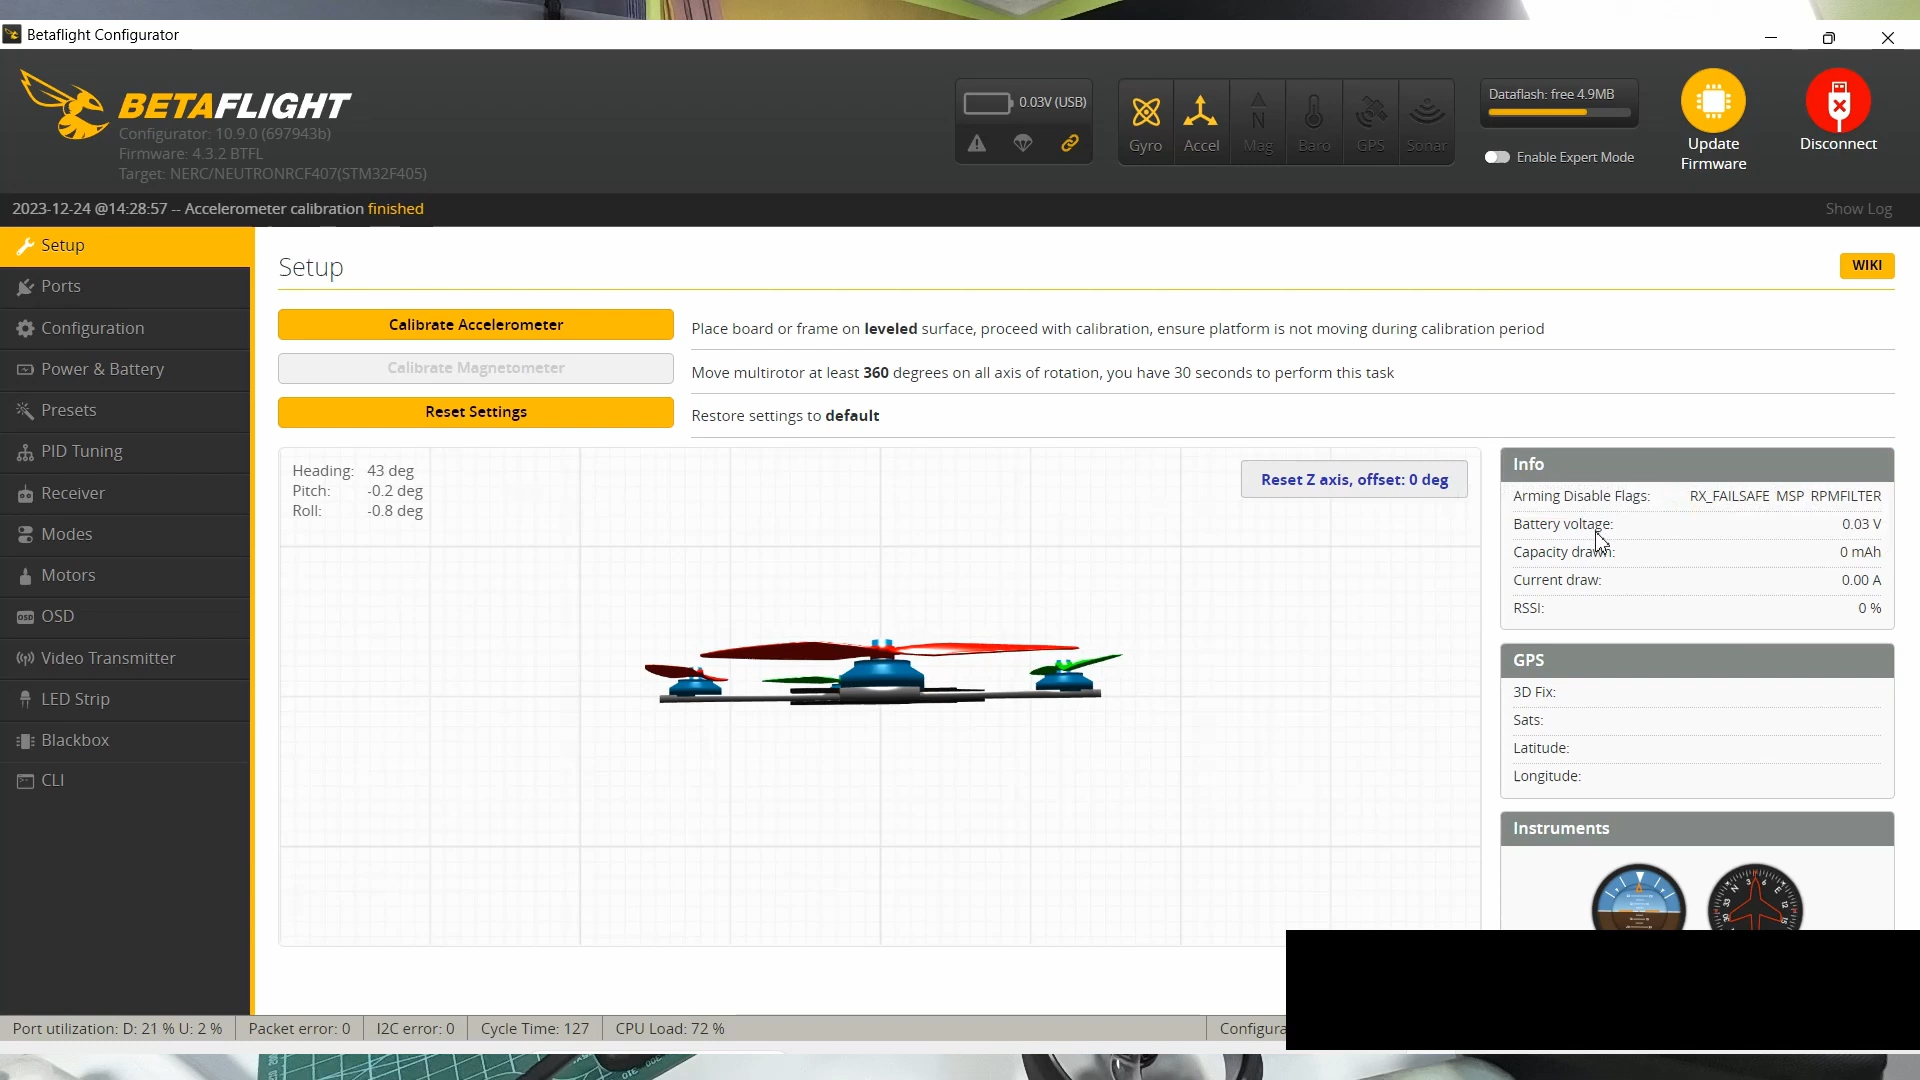 Betaflight Configurator
BETAFLIGHT
Configurator: 10.9.0 (697943b)
Firmware: 4.3.2 BTFL
Target: NERC/NEUTRONRCF407(STM32F405)
0.03V (USB)
Gyro
Accel
Mag
Baro
GPS
Sonar
Dataflash: free 4.9MB
Enable Expert Mode
Update
Firmware
Disconnect
2023-12-24 @14:28:57 -- Accelerometer calibration finished
Show Log
Setup
Ports
Configuration
Power & Battery
Presets
PID Tuning
Receiver
Modes
Motors
OSD
Video Transmitter
LED Strip
Blackbox
CLI
Setup
WIKI
Calibrate Accelerometer
Place board or frame on leveled surface, proceed with calibration, ensure platform is not moving during calibration period
Calibrate Magnetometer
Move multirotor at least 360 degrees on all axis of rotation, you have 30 seconds to perform this task
Reset Settings
Restore settings to default
Heading: 43 deg
Pitch: -0.2 deg
Roll: -0.8 deg
Reset Z axis, offset: 0 deg
Info
Arming Disable Flags: RX_FAILSAFE MSP RPMFILTER
Battery voltage: 0.03 V
Capacity drawn: 0 mAh
Current draw: 0.00 A
RSSI: 0 %
GPS
3D Fix:
Sats:
Latitude:
Longitude:
Instruments
Port utilization: D: 21 % U: 2 %
Packet error: 0
I2C error: 0
Cycle Time: 127
CPU Load: 72 %
Configura